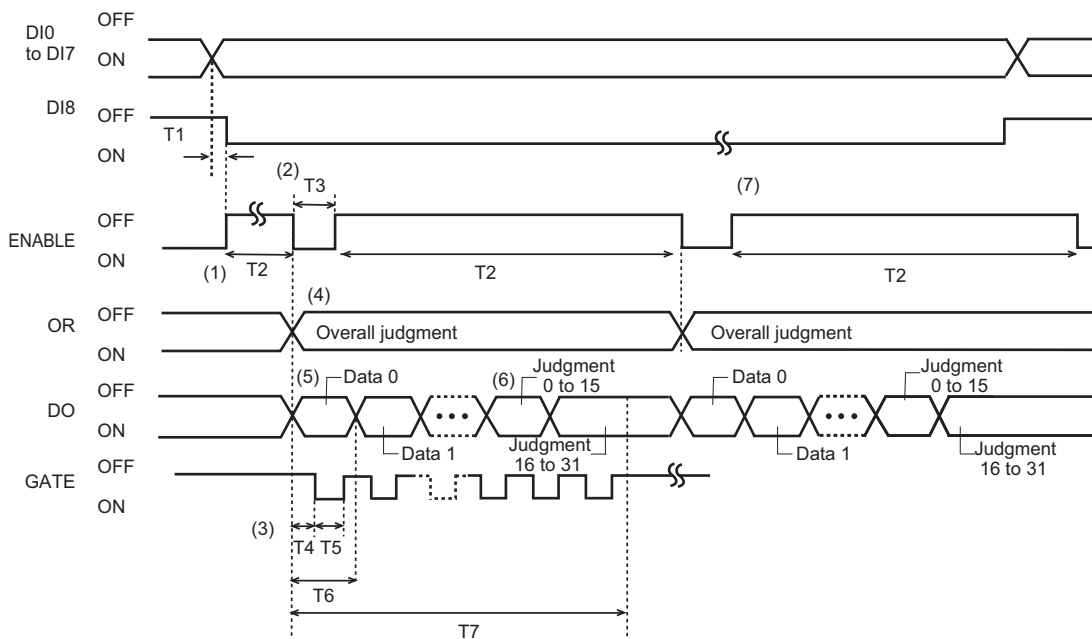 DI0
to DI7
OFF
ON
DI8
OFF
ON
T1
(2)
T3
(7)
ENABLE
OFF
ON
(1)
T2
T2
T2
OR
OFF
ON
(4)
Overall judgment
Overall judgment
DO
OFF
ON
(5)
Data 0
(6)
Judgment
0 to 15
Data 0
Judgment
0 to 15
Data 1
Judgment
16 to 31
Data 1
Judgment
16 to 31
GATE
OFF
ON
(3)
T4
T5
T6
T7